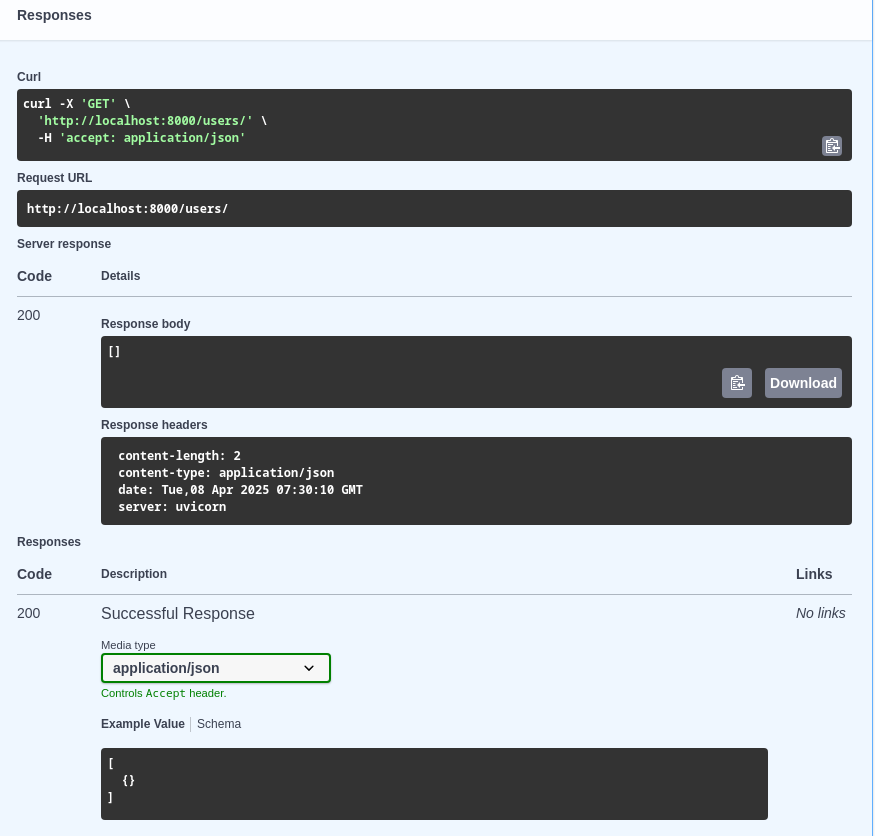 Responses
Curl
curl -X 'GET' \
'http://localhost:8000/users/' \
-H 'accept: application/json'
Request URL
http://localhost:8000/users/
Server response
Code Details
200
Response body
[]
Download
Response headers
content-length: 2
content-type: application/json
date: Tue,08 Apr 2025 07:30:10 GMT
server: uvicorn
Responses
Code Description Links
200 Successful Response No links
Media type
application/json
Controls Accept header.
Example Value Schema
[
{}
]